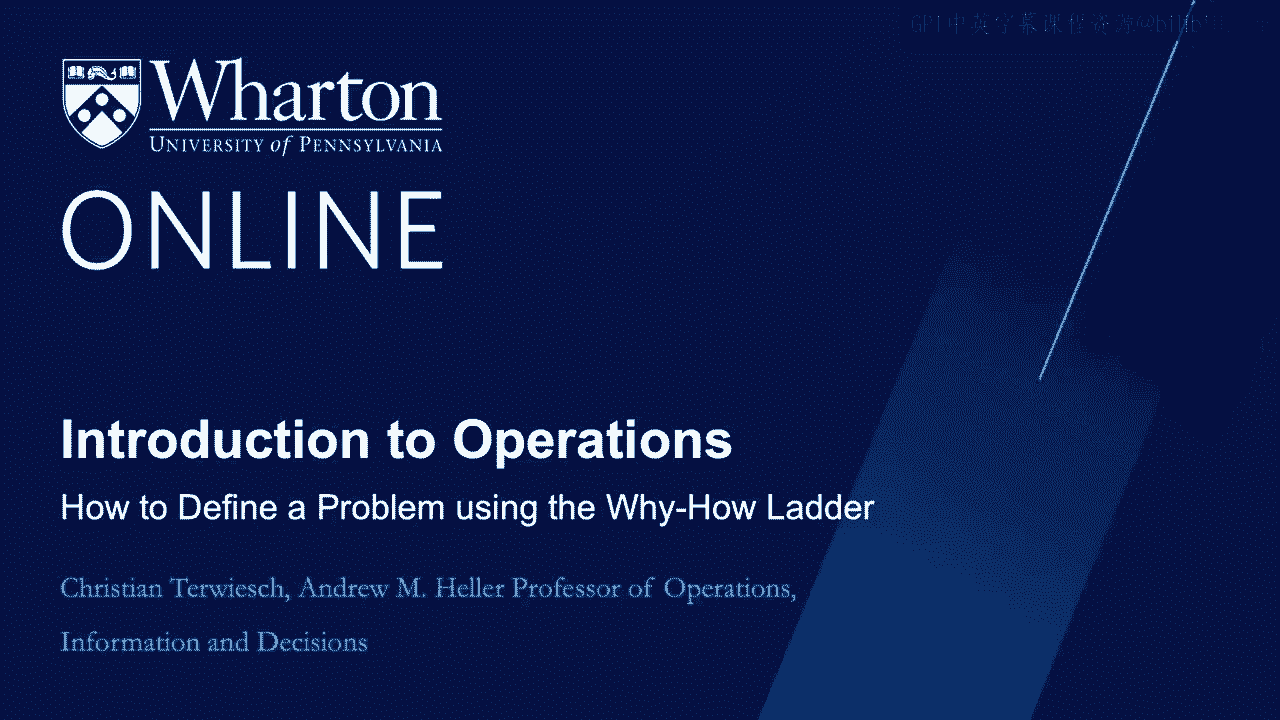 GPT中英字幕课程资源@bilibili
Wharton
UNIVERSITY of PENNSYLVANIA
ONLINE
Introduction to Operations
How to Define a Problem using the Why-How Ladder
Christian Terwiesch, Andrew M. Heller Professor of Operations,
Information and Decisions